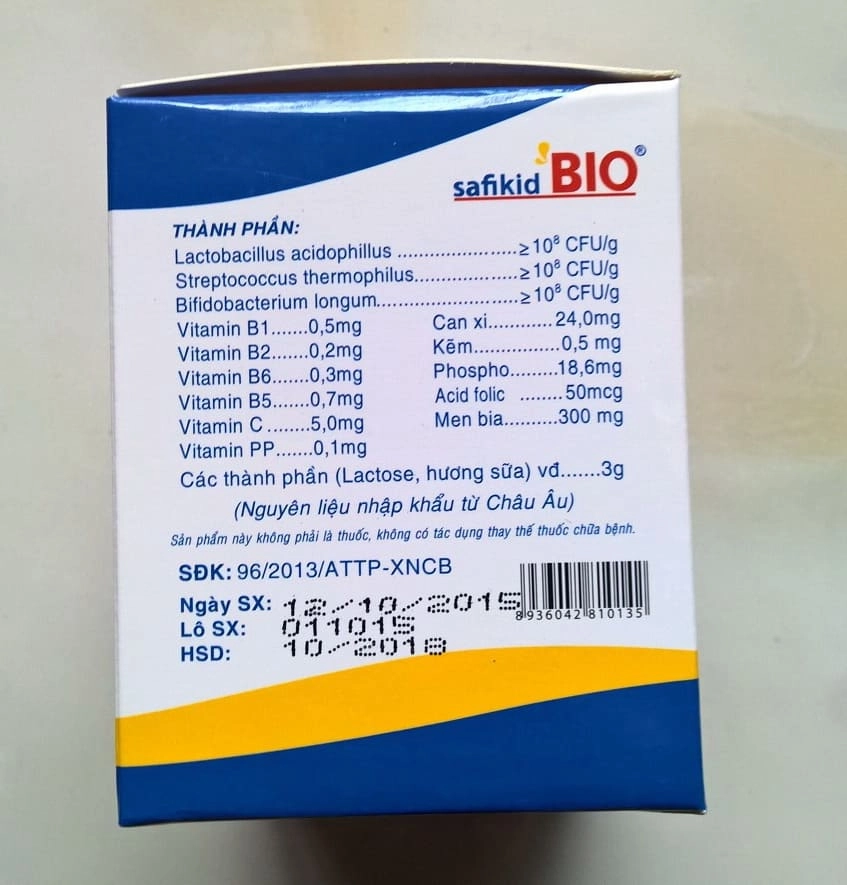 safikid BIO®
THÀNH PHẨN:
Lactobacillus acidophillus ......................≥10⁸ CFU/g
Streptococcus thermophilus...................≥10⁸ CFU/g
Bifidobacterium longum..........................≥10⁸ CFU/g
Vitamin B1.......0,5mg
Vitamin B2.......0,2mg
Vitamin B6.......0,3mg
Vitamin B5.......0,7mg
Vitamin C ........5,0mg
Vitamin PP.......0,1mg
Can xi............24,0mg
Kẽm................0,5 mg
Phospho.........18,6mg
Acid folic ........50mcg
Men bia..........300 mg
Các thành phần (Lactose, hương sữa) vđ.......3g
(Nguyên liệu nhập khẩu từ Châu Âu)
Sản phẩm này không phải là thuốc, không có tác dụng thay thế thuốc chữa bệnh.
SĐK: 96/2013/ATTP-XNCB
Ngày SX: 12/10/2015
Lô SX: 011015
HSD: 10/2018
8 936042 810135